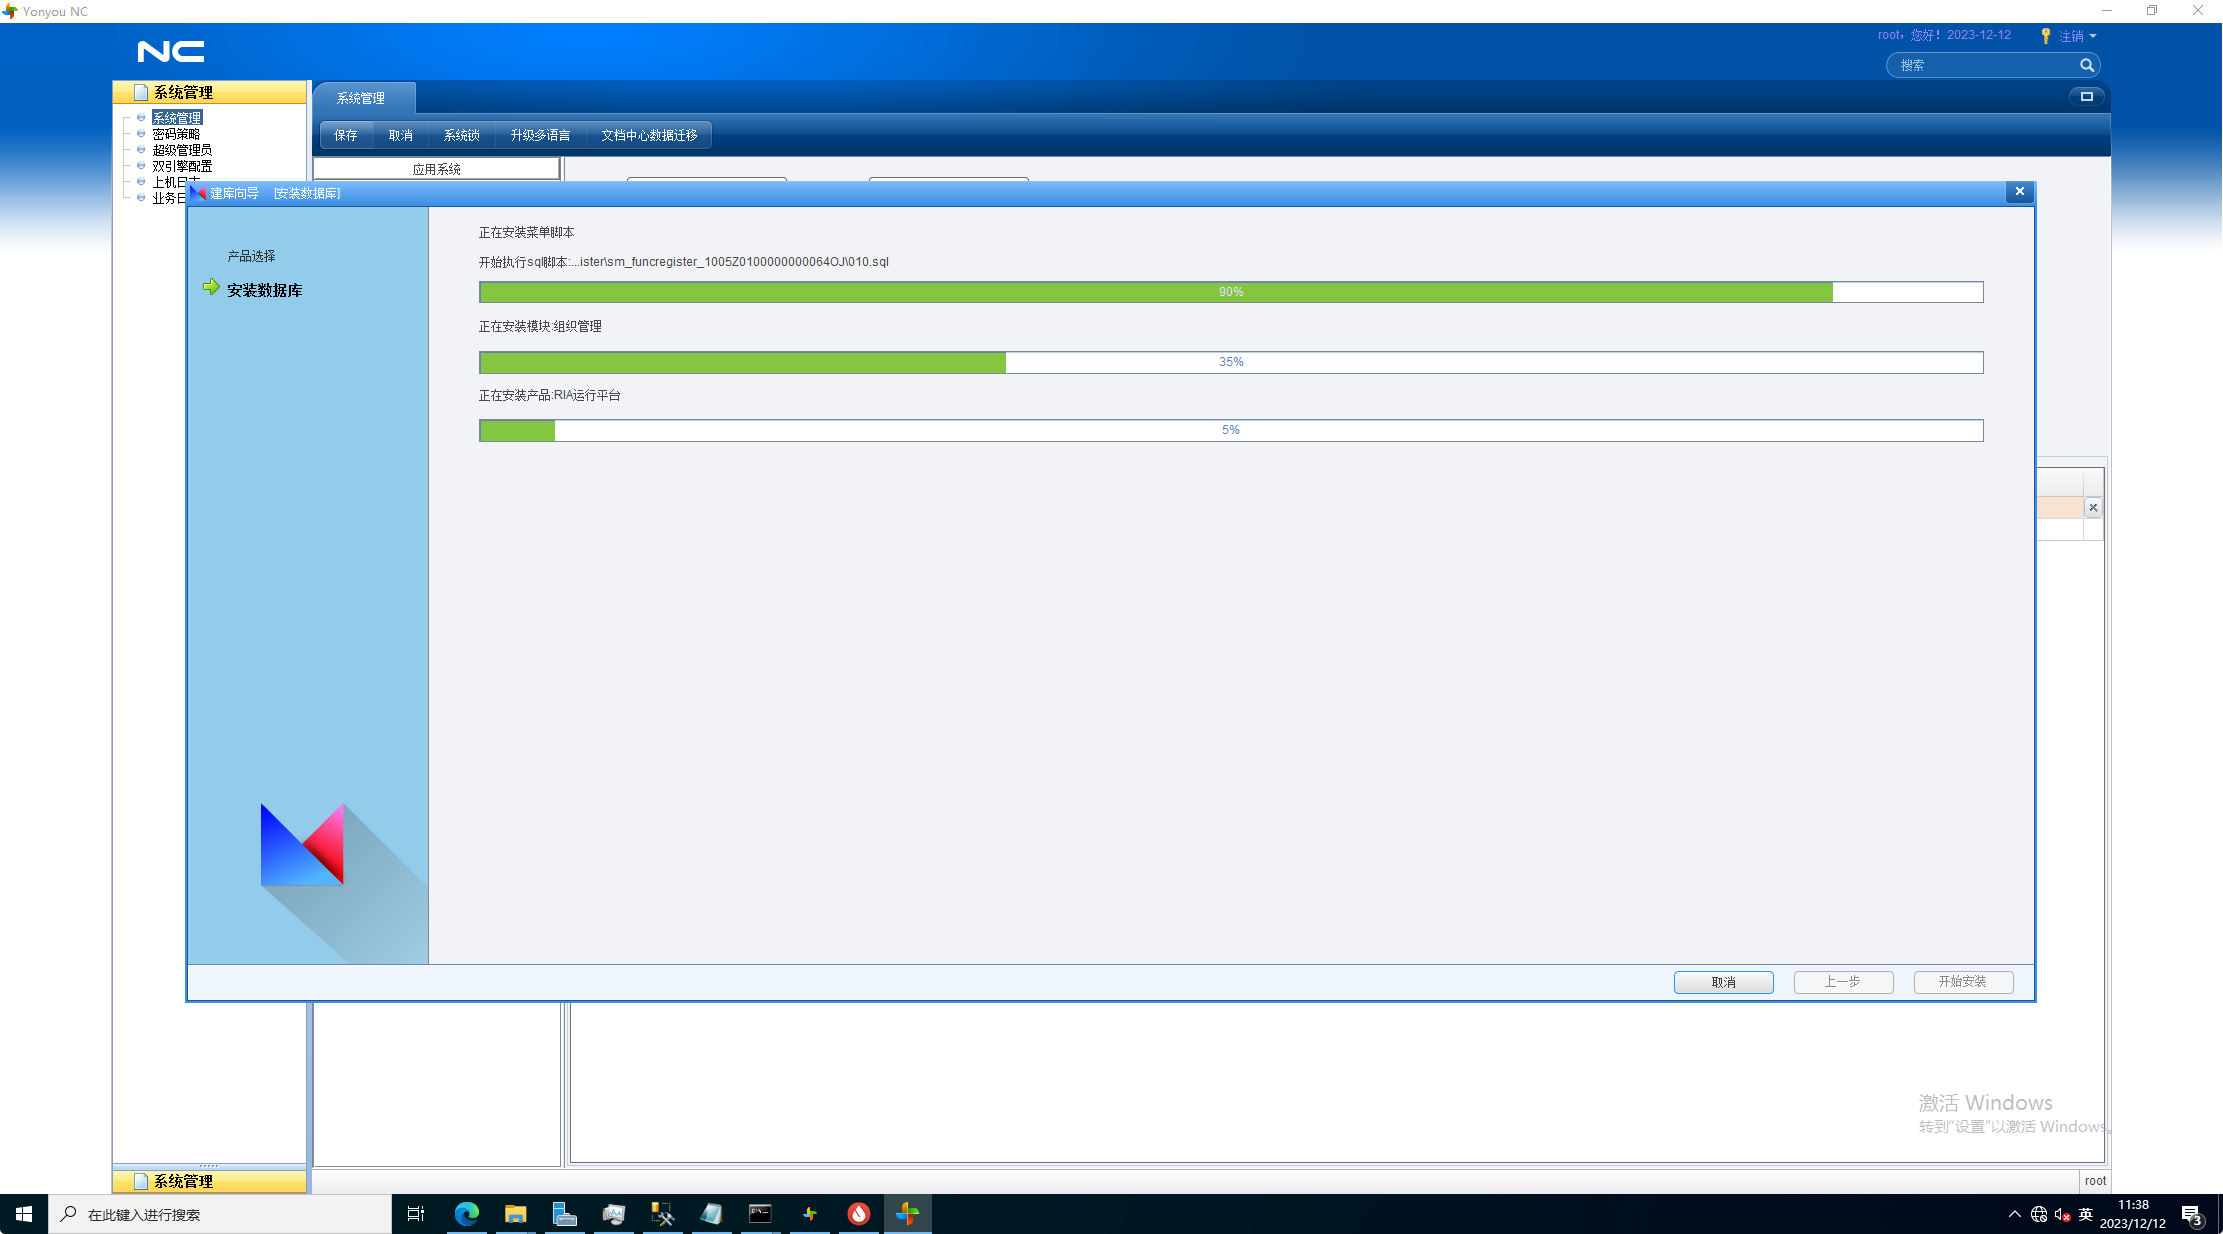 Yonyou NC
NC
root，您好！2023-12-12
注销
搜索
系统管理
系统管理
密码策略
超级管理员
双引擎配置
上机日志
业务日
系统管理
保存
取消
系统锁
升级多语言
文档中心数据迁移
应用系统
建库向导 [安装数据库]
产品选择
安装数据库
正在安装菜单脚本
开始执行sql脚本:...ister\sm_funcregister_1005Z0100000000064OJ\010.sql
90%
正在安装模块:组织管理
35%
正在安装产品:RIA运行平台
5%
取消
上一步
开始安装
激活 Windows
转到“设置”以激活 Windows。
系统管理
root
在此键入进行搜索
英
11:38
2023/12/12
3